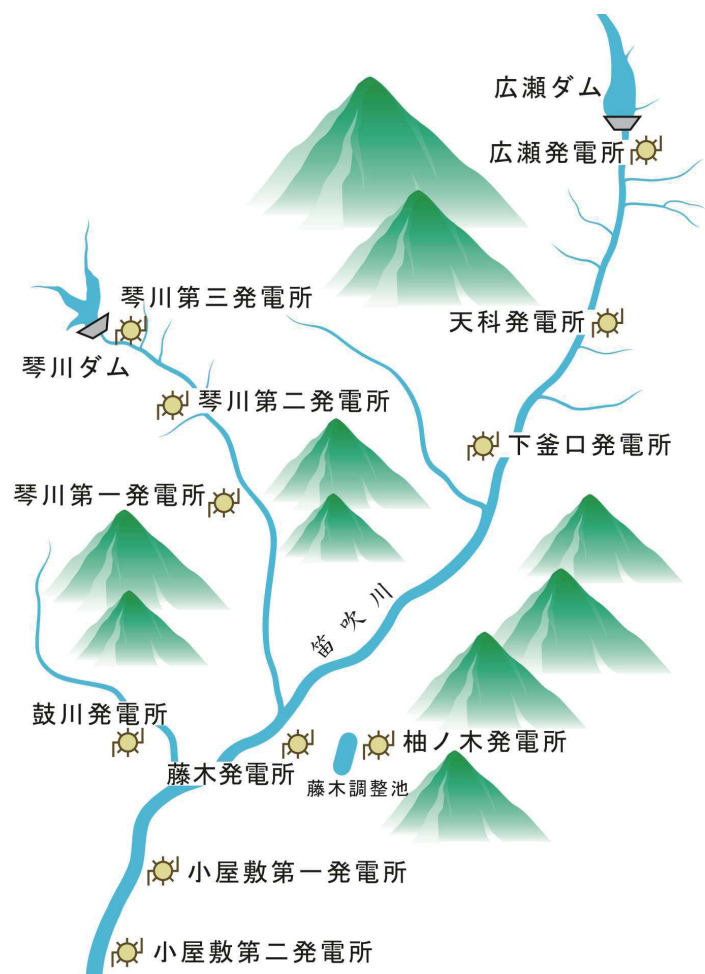 広瀬ダム
広瀬発電所
琴川第三発電所
天科発電所
琴川ダム
琴川第二発電所
下釜口発電所
琴川第一発電所
笛吹川
鼓川発電所
柚ノ木発電所
藤木発電所
藤木調整池
小屋敷第一発電所
小屋敷第二発電所